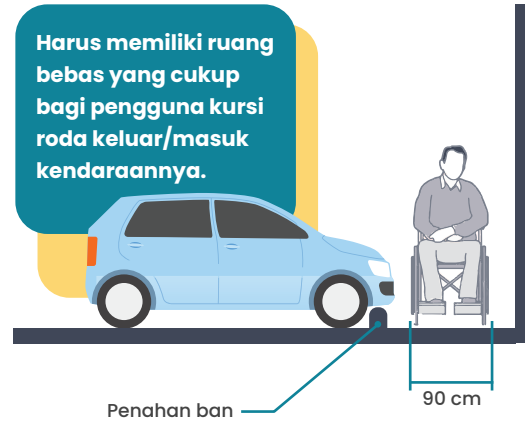 Harus memiliki ruang
bebas yang cukup
bagi pengguna kursi
roda keluar/masuk
kendaraannya.
Penahan ban
90 cm